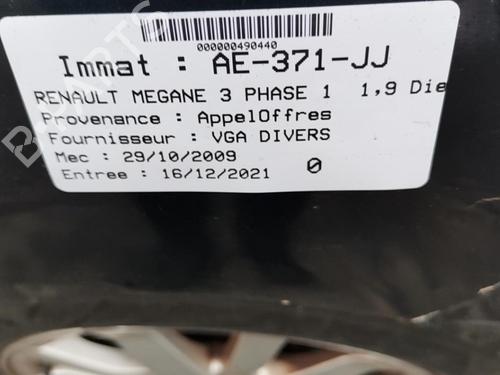 000000490440
Immat : AE-371-JJ
RENAULT MEGANE 3 PHASE 1 1,9 Die
Provenance : AppelOffres
Fournisseur : VGA DIVERS
Mec : 29/10/2009
Entree : 16/12/2021 0
B-PARTS